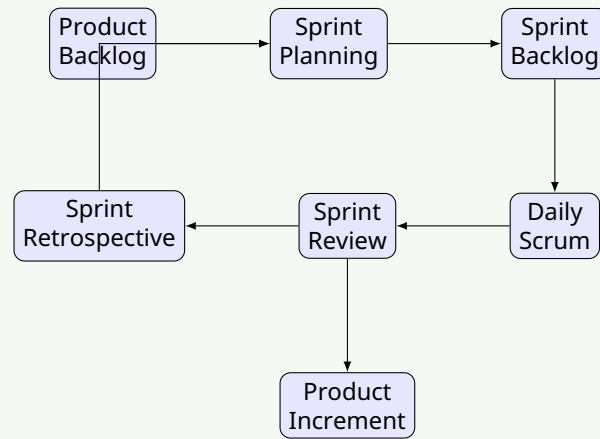 Product
Backlog
Sprint
Planning
Sprint
Backlog
Sprint
Retrospective
Sprint
Review
Daily
Scrum
Product
Increment